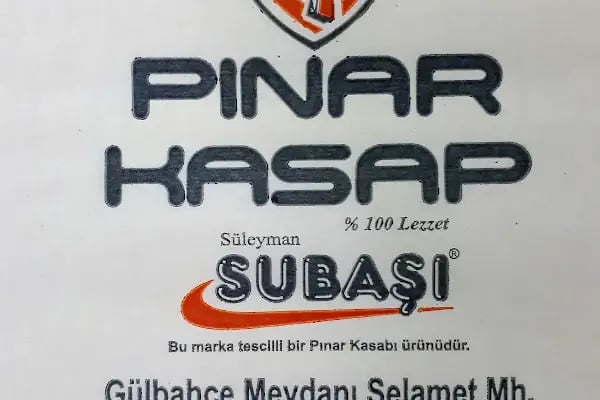 PINAR
KASAP
% 100 Lezzet
Süleyman
SUBAŞI®
Bu marka tescilli bir Pınar Kasabı ürünüdür.
Gülbahçe Meydanı Selamet Mh.